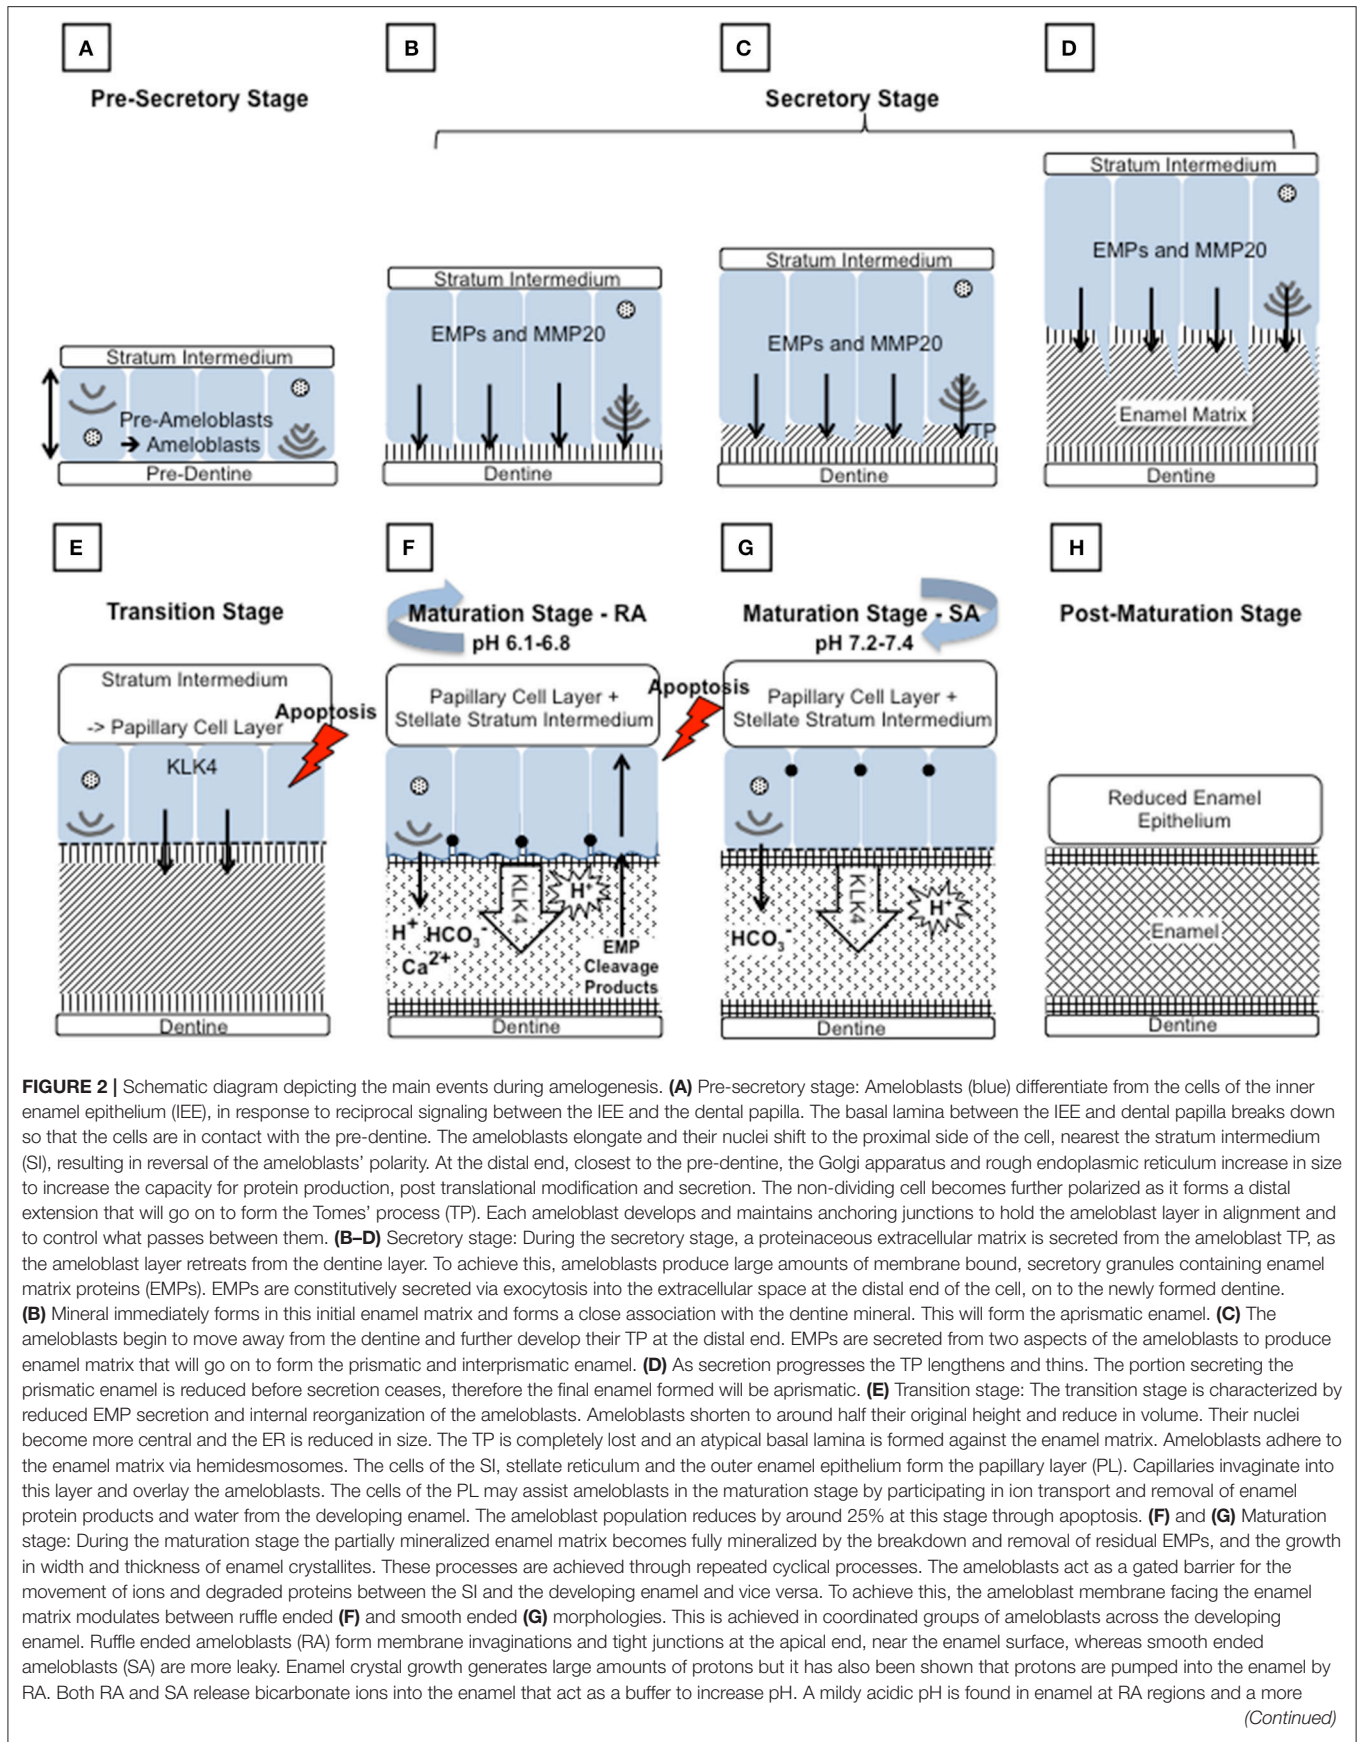 A
B
C
D
Pre-Secretory Stage
Secretory Stage
Stratum Intermedium
Pre-Ameloblasts
➔ Ameloblasts
Pre-Dentine
Stratum Intermedium
EMPs and MMP20
Dentine
Stratum Intermedium
EMPs and MMP20
TP
Dentine
Stratum Intermedium
EMPs and MMP20
Enamel Matrix
Dentine
E
F
G
H
Transition Stage
Stratum Intermedium
-> Papillary Cell Layer
Apoptosis
KLK4
Dentine
Maturation Stage - RA
pH 6.1-6.8
Papillary Cell Layer +
Stellate Stratum Intermedium
Apoptosis
KLK4
H⁺
H⁺ HCO₃⁻
Ca²⁺
EMP
Cleavage
Products
Dentine
Maturation Stage - SA
pH 7.2-7.4
Papillary Cell Layer +
Stellate Stratum Intermedium
HCO₃⁻
KLK4
H⁺
Dentine
Post-Maturation Stage
Reduced Enamel
Epithelium
Enamel
Dentine
FIGURE 2 | Schematic diagram depicting the main events during amelogenesis. (A) Pre-secretory stage: Ameloblasts (blue) differentiate from the cells of the inner
enamel epithelium (IEE), in response to reciprocal signaling between the IEE and the dental papilla. The basal lamina between the IEE and dental papilla breaks down
so that the cells are in contact with the pre-dentine. The ameloblasts elongate and their nuclei shift to the proximal side of the cell, nearest the stratum intermedium
(SI), resulting in reversal of the ameloblasts' polarity. At the distal end, closest to the pre-dentine, the Golgi apparatus and rough endoplasmic reticulum increase in size
to increase the capacity for protein production, post translational modification and secretion. The non-dividing cell becomes further polarized as it forms a distal
extension that will go on to form the Tomes' process (TP). Each ameloblast develops and maintains anchoring junctions to hold the ameloblast layer in alignment and
to control what passes between them. (B–D) Secretory stage: During the secretory stage, a proteinaceous extracellular matrix is secreted from the ameloblast TP, as
the ameloblast layer retreats from the dentine layer. To achieve this, ameloblasts produce large amounts of membrane bound, secretory granules containing enamel
matrix proteins (EMPs). EMPs are constitutively secreted via exocytosis into the extracellular space at the distal end of the cell, on to the newly formed dentine.
(B) Mineral immediately forms in this initial enamel matrix and forms a close association with the dentine mineral. This will form the aprismatic enamel. (C) The
ameloblasts begin to move away from the dentine and further develop their TP at the distal end. EMPs are secreted from two aspects of the ameloblasts to produce
enamel matrix that will go on to form the prismatic and interprismatic enamel. (D) As secretion progresses the TP lengthens and thins. The portion secreting the
prismatic enamel is reduced before secretion ceases, therefore the final enamel formed will be aprismatic. (E) Transition stage: The transition stage is characterized by
reduced EMP secretion and internal reorganization of the ameloblasts. Ameloblasts shorten to around half their original height and reduce in volume. Their nuclei
become more central and the ER is reduced in size. The TP is completely lost and an atypical basal lamina is formed against the enamel matrix. Ameloblasts adhere to
the enamel matrix via hemidesmosomes. The cells of the SI, stellate reticulum and the outer enamel epithelium form the papillary layer (PL). Capillaries invaginate into
this layer and overlay the ameloblasts. The cells of the PL may assist ameloblasts in the maturation stage by participating in ion transport and removal of enamel
protein products and water from the developing enamel. The ameloblast population reduces by around 25% at this stage through apoptosis. (F) and (G) Maturation
stage: During the maturation stage the partially mineralized enamel matrix becomes fully mineralized by the breakdown and removal of residual EMPs, and the growth
in width and thickness of enamel crystallites. These processes are achieved through repeated cyclical processes. The ameloblasts act as a gated barrier for the
movement of ions and degraded proteins between the SI and the developing enamel and vice versa. To achieve this, the ameloblast membrane facing the enamel
matrix modulates between ruffle ended (F) and smooth ended (G) morphologies. This is achieved in coordinated groups of ameloblasts across the developing
enamel. Ruffle ended ameloblasts (RA) form membrane invaginations and tight junctions at the apical end, near the enamel surface, whereas smooth ended
ameloblasts (SA) are more leaky. Enamel crystal growth generates large amounts of protons but it has also been shown that protons are pumped into the enamel by
RA. Both RA and SA release bicarbonate ions into the enamel that act as a buffer to increase pH. A mildy acidic pH is found in enamel at RA regions and a more
(Continued)